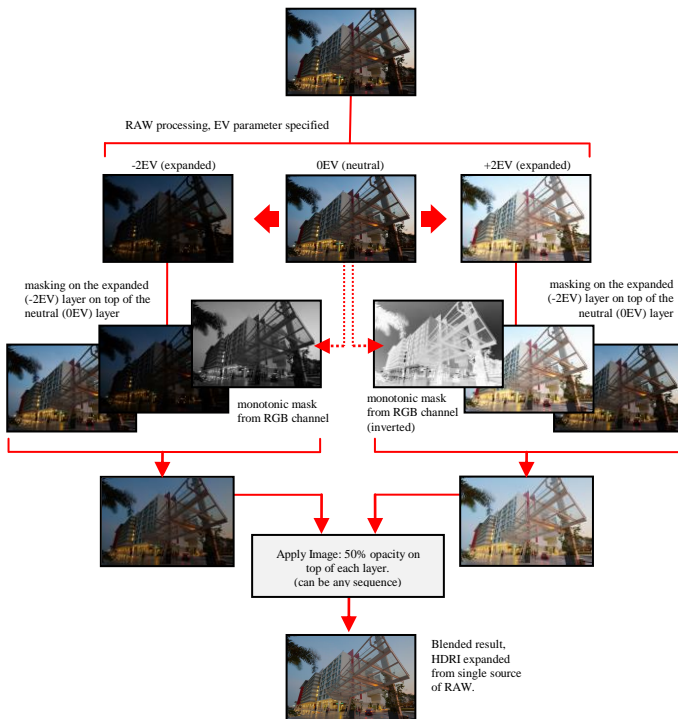 RAW processing, EV parameter specified
-2EV (expanded)
0EV (neutral)
+2EV (expanded)
masking on the expanded
(-2EV) layer on top of the
neutral (0EV) layer
masking on the expanded
(-2EV) layer on top of the
neutral (0EV) layer
monotonic mask
from RGB channel
monotonic mask
from RGB channel
(inverted)
Apply Image: 50% opacity on
top of each layer.
(can be any sequence)
Blended result,
HDRI expanded
from single source
of RAW.